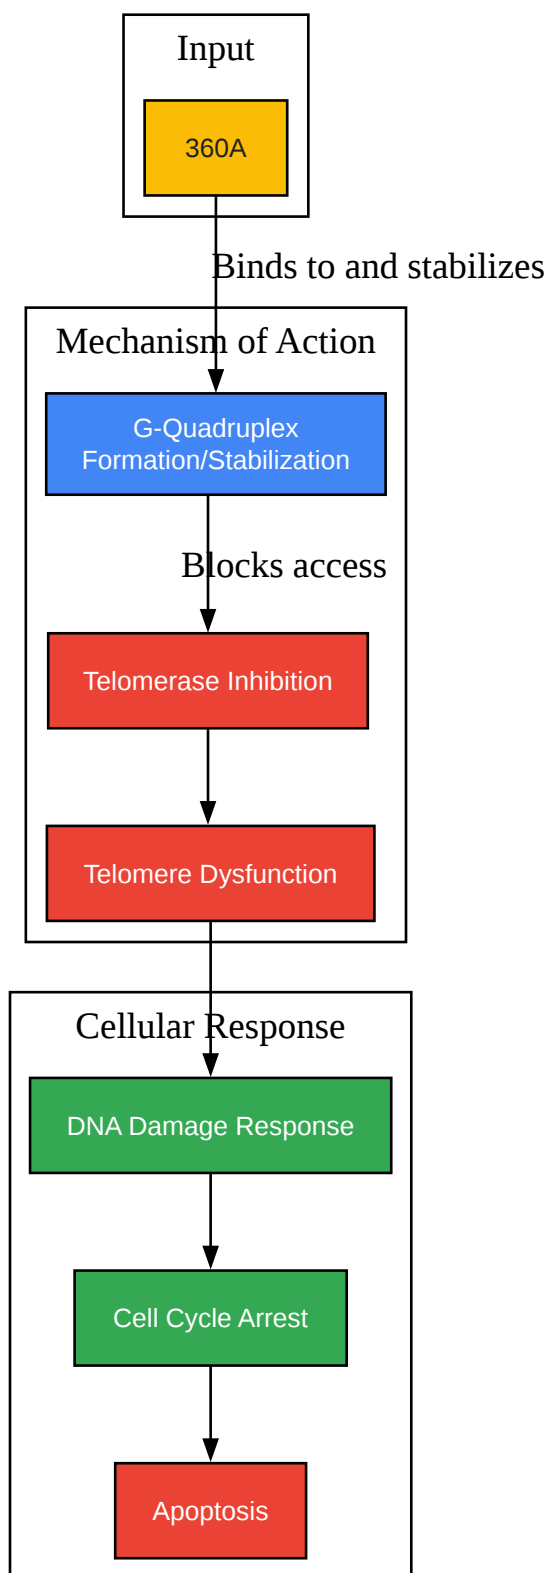 Input
360A
Binds to and stabilizes
Mechanism of Action
G-Quadruplex
Formation/Stabilization
Blocks access
Telomerase Inhibition
Telomere Dysfunction
Cellular Response
DNA Damage Response
Cell Cycle Arrest
Apoptosis